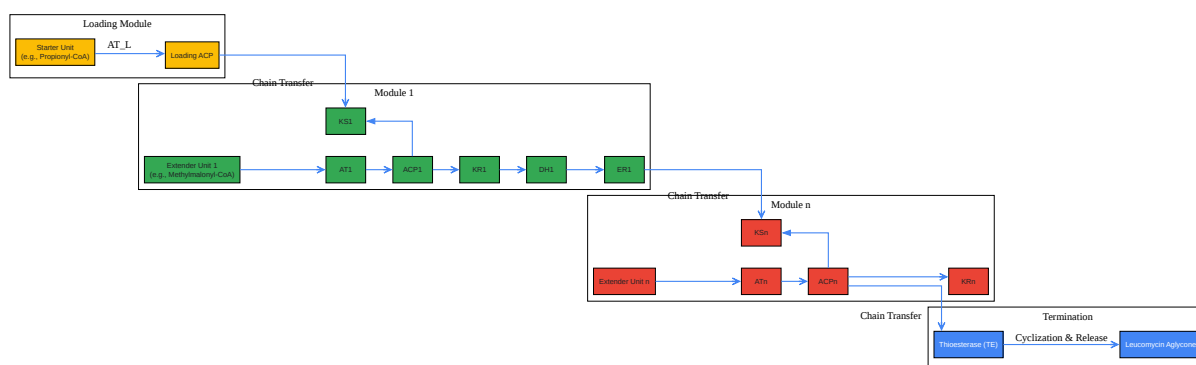 Loading Module
Starter Unit
(e.g., Propionyl-CoA)
AT_L
Loading ACP
Chain Transfer
Module 1
KS1
Extender Unit 1
(e.g., Methylmalonyl-CoA)
AT1
ACP1
KR1
DH1
ER1
Chain Transfer
Module n
KSn
Extender Unit n
ATn
ACPn
KRn
Chain Transfer
Termination
Thioesterase (TE)
Cyclization & Release
Leucomycin Aglycone